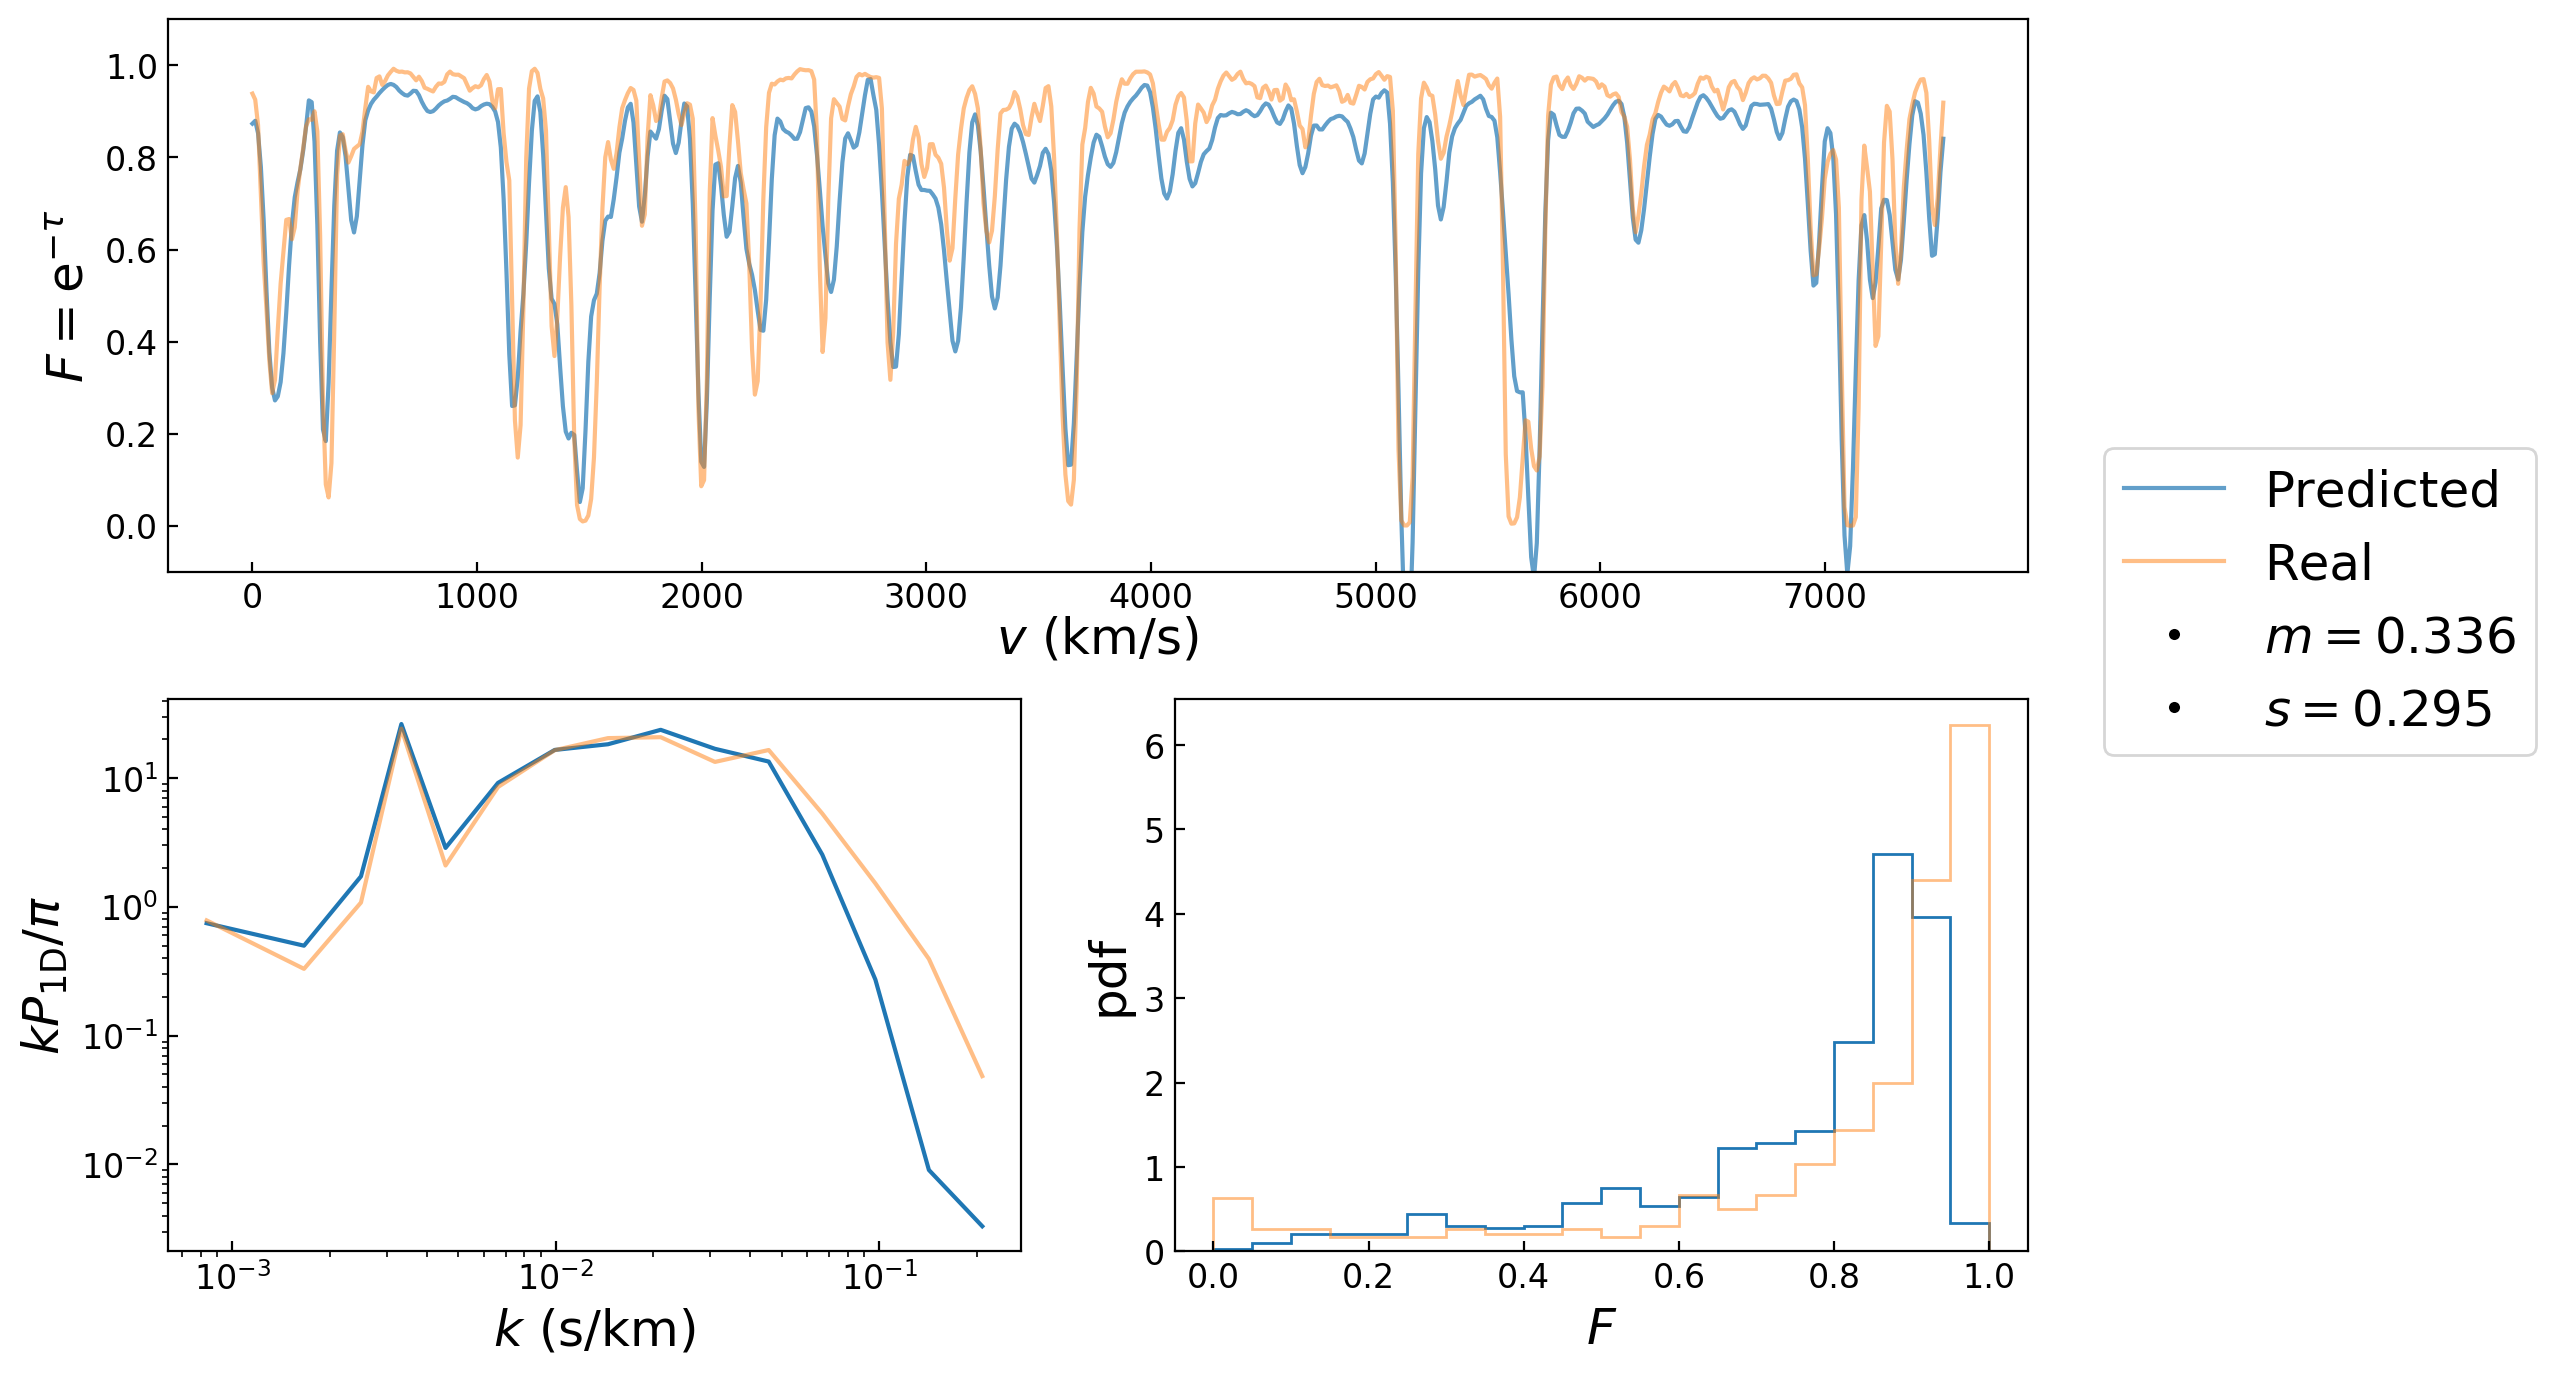 F = e^{−τ}
1.0
0.8
0.6
0.4
0.2
0.0
0 1000 2000 3000 4000 5000 6000 7000
v (km/s)
Predicted
Real
m = 0.336
s = 0.295
kP_{1D}/π
10^1
10^0
10^{−1}
10^{−2}
10^{−3} 10^{−2} 10^{−1}
k (s/km)
pdf
6
5
4
3
2
1
0
0.0 0.2 0.4 0.6 0.8 1.0
F